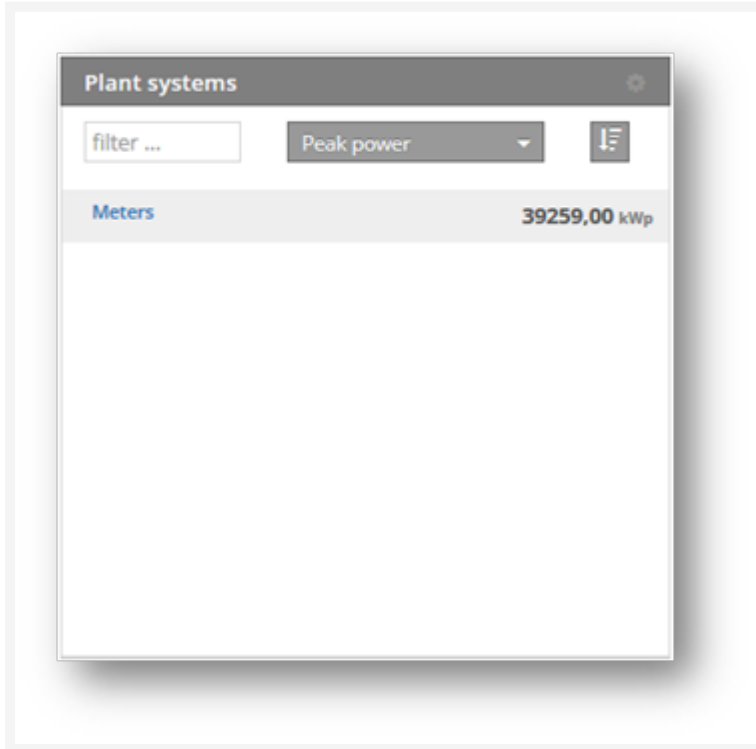 Plant systems
filter ...
Peak power
Meters
39259,00 kWp